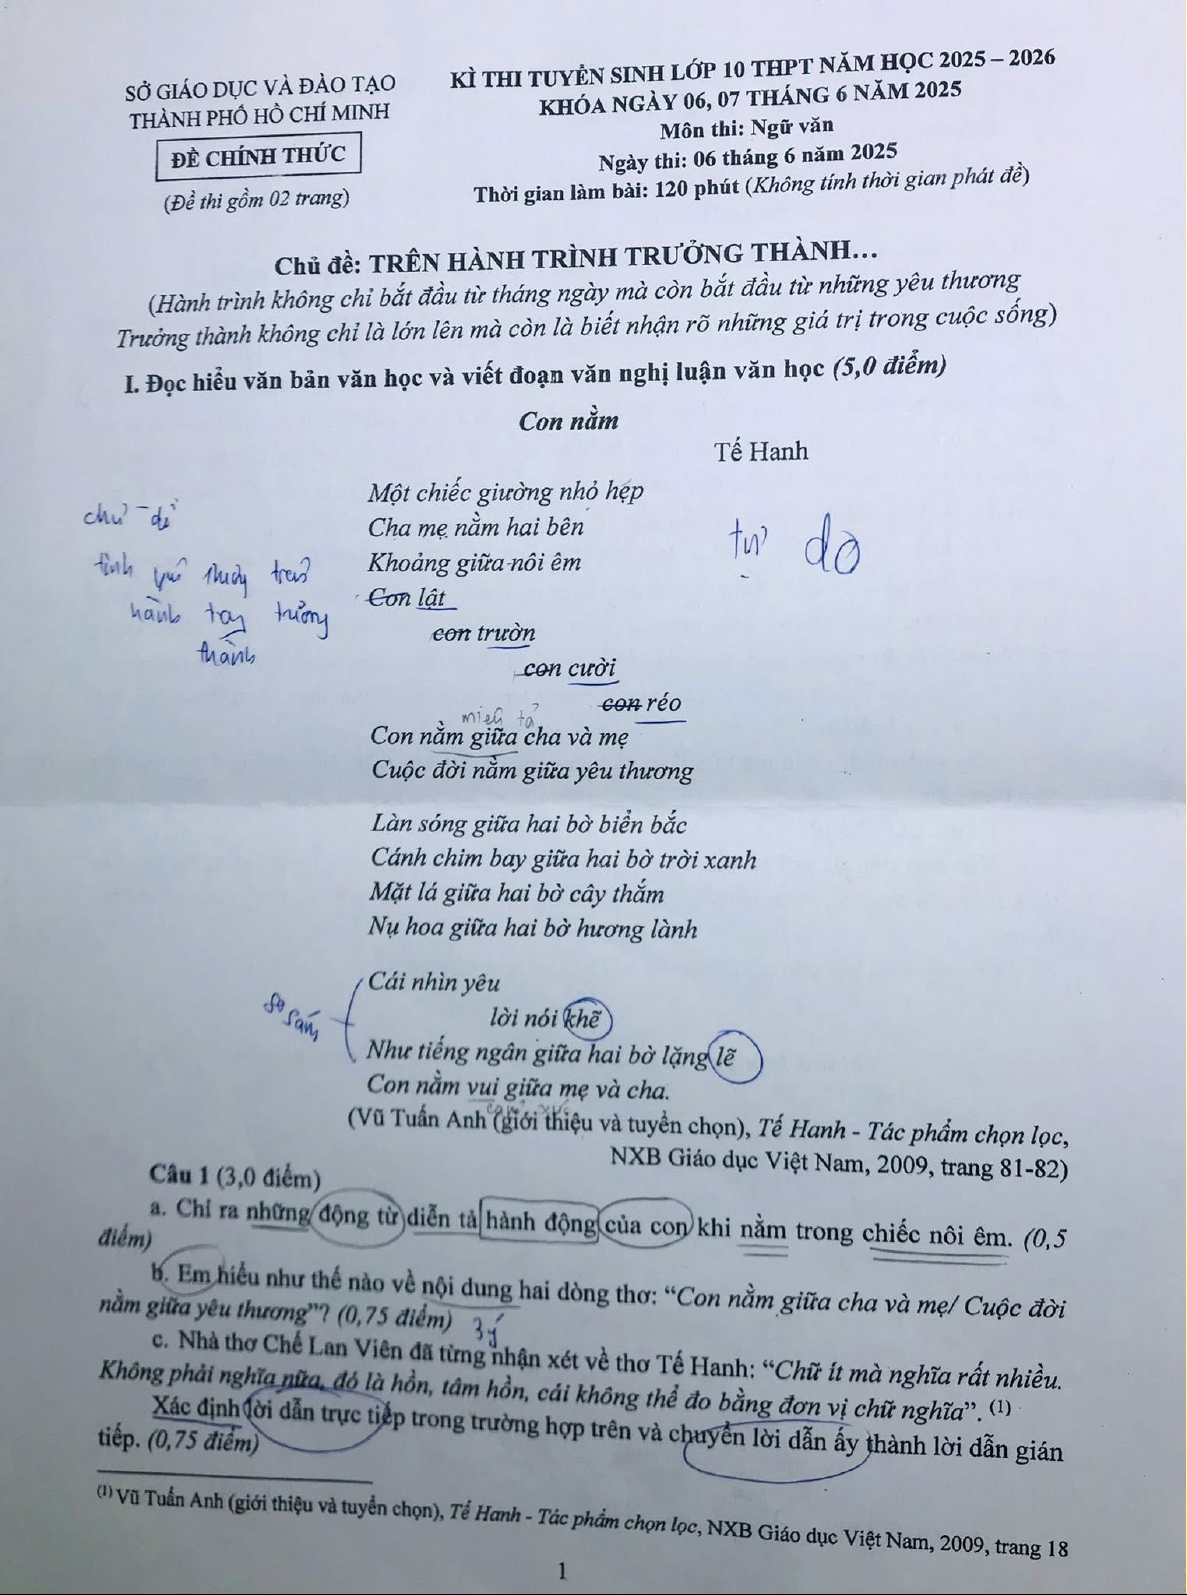 SỞ GIÁO DỤC VÀ ĐÀO TẠO
THÀNH PHỐ HỒ CHÍ MINH
ĐỀ CHÍNH THỨC
(Đề thi gồm 02 trang)
KÌ THI TUYỂN SINH LỚP 10 THPT NĂM HỌC 2025 – 2026
KHÓA NGÀY 06, 07 THÁNG 6 NĂM 2025
Môn thi: Ngữ văn
Ngày thi: 06 tháng 6 năm 2025
Thời gian làm bài: 120 phút (Không tính thời gian phát đề)
Chủ đề: TRÊN HÀNH TRÌNH TRƯỞNG THÀNH...
(Hành trình không chỉ bắt đầu từ tháng ngày mà còn bắt đầu từ những yêu thương
Trưởng thành không chỉ là lớn lên mà còn là biết nhận rõ những giá trị trong cuộc sống)
I. Đọc hiểu văn bản văn học và viết đoạn văn nghị luận văn học (5,0 điểm)
Con nằm
Tế Hanh
Một chiếc giường nhỏ hẹp
Cha mẹ nằm hai bên
Khoảng giữa nôi êm
Con lật
con trườn
con cười
con réo
Con nằm giữa cha và mẹ
Cuộc đời nằm giữa yêu thương
Làn sóng giữa hai bờ biển bắc
Cánh chim bay giữa hai bờ trời xanh
Mặt lá giữa hai bờ cây thắm
Nụ hoa giữa hai bờ hương lành
Cái nhìn yêu
lời nói khẽ
Như tiếng ngân giữa hai bờ lặng lẽ
Con nằm vui giữa mẹ và cha.
(Vũ Tuấn Anh (giới thiệu và tuyển chọn), Tế Hanh - Tác phẩm chọn lọc,
NXB Giáo dục Việt Nam, 2009, trang 81-82)
chủ đề
tình
hành tay trưởng
thành
tự do
miêu tả
so sánh
Câu 1 (3,0 điểm)
a. Chỉ ra những động từ diễn tả hành động của con khi nằm trong chiếc nôi êm. (0,5
điểm)
b. Em hiểu như thế nào về nội dung hai dòng thơ: “Con nằm giữa cha và mẹ/ Cuộc đời
nằm giữa yêu thương”? (0,75 điểm) 3 ý
c. Nhà thơ Chế Lan Viên đã từng nhận xét về thơ Tế Hanh: “Chữ ít mà nghĩa rất nhiều.
Không phải nghĩa nữa, đó là hồn, tâm hồn, cái không thể đo bằng đơn vị chữ nghĩa”. (1)
Xác định lời dẫn trực tiếp trong trường hợp trên và chuyển lời dẫn ấy thành lời dẫn gián
tiếp. (0,75 điểm)
(1) Vũ Tuấn Anh (giới thiệu và tuyển chọn), Tế Hanh - Tác phẩm chọn lọc, NXB Giáo dục Việt Nam, 2009, trang 18
1